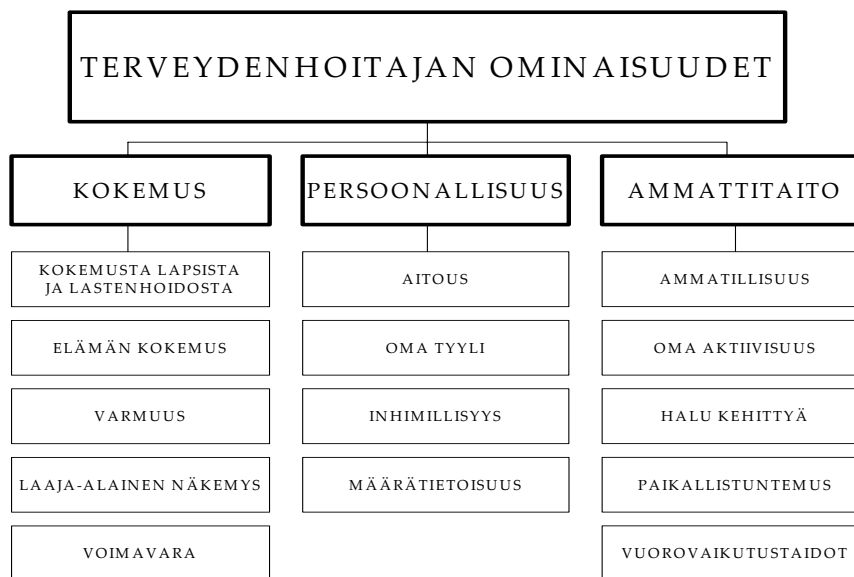 TERVEYDENHOITAJAN OMINAISUUDET
KOKEMUS
PERSOONALLISUUS
AMMATTITAITO
KOKEMUSTA LAPSISTA
JA LASTENHOIDOSTA
AITOUS
AMMATILLISUUS
ELÄMÄN KOKEMUS
OMA TYYLI
OMA AKTIIVISUUS
VARMUUS
INHIMILLISYYS
HALU KEHITTYÄ
LAAJA-ALAINEN NÄKEMYS
MÄÄRÄTIETOISUUS
PAIKALLISTUNTEMUS
VOIMAVARA
VUOROVAIKUTUSTAIDOT